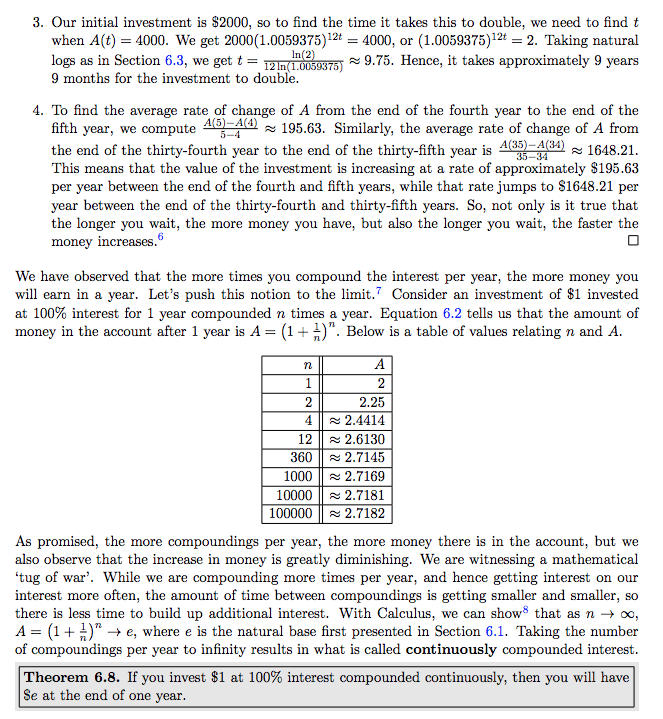 3. Our initial investment is $2000, so to find the time it takes this to double, we need to find t
when A(t) = 4000. We get 2000(1.0059375)^{12t} = 4000, or (1.0059375)^{12t} = 2. Taking natural
logs as in Section 6.3, we get t = \frac{ln(2)}{12 ln(1.0059375)} ≈ 9.75. Hence, it takes approximately 9 years
9 months for the investment to double.
4. To find the average rate of change of A from the end of the fourth year to the end of the
fifth year, we compute \frac{A(5)−A(4)}{5−4} ≈ 195.63. Similarly, the average rate of change of A from
the end of the thirty-fourth year to the end of the thirty-fifth year is \frac{A(35)−A(34)}{35−34} ≈ 1648.21.
This means that the value of the investment is increasing at a rate of approximately $195.63
per year between the end of the fourth and fifth years, while that rate jumps to $1648.21 per
year between the end of the thirty-fourth and thirty-fifth years. So, not only is it true that
the longer you wait, the more money you have, but also the longer you wait, the faster the
money increases.⁶ □
We have observed that the more times you compound the interest per year, the more money you
will earn in a year. Let's push this notion to the limit.⁷ Consider an investment of $1 invested
at 100% interest for 1 year compounded n times a year. Equation 6.2 tells us that the amount of
money in the account after 1 year is A = (1 + \frac{1}{n})^n. Below is a table of values relating n and A.
n A
1 2
2 2.25
4 ≈ 2.4414
12 ≈ 2.6130
360 ≈ 2.7145
1000 ≈ 2.7169
10000 ≈ 2.7181
100000 ≈ 2.7182
As promised, the more compoundings per year, the more money there is in the account, but we
also observe that the increase in money is greatly diminishing. We are witnessing a mathematical
'tug of war'. While we are compounding more times per year, and hence getting interest on our
interest more often, the amount of time between compoundings is getting smaller and smaller, so
there is less time to build up additional interest. With Calculus, we can show⁸ that as n → ∞,
A = (1 + \frac{1}{n})^n → e, where e is the natural base first presented in Section 6.1. Taking the number
of compoundings per year to infinity results in what is called continuously compounded interest.
Theorem 6.8. If you invest $1 at 100% interest compounded continuously, then you will have
$e at the end of one year.